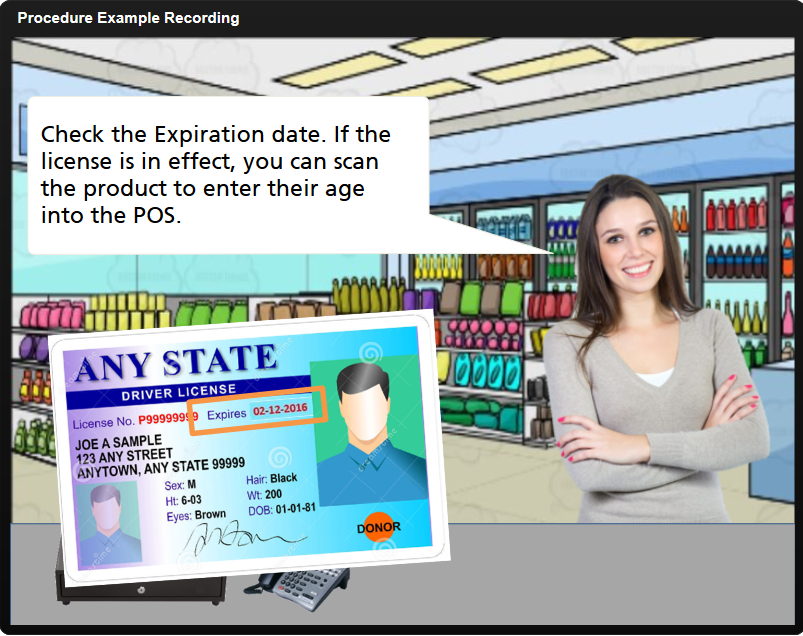 Procedure Example Recording
Check the Expiration date. If the
license is in effect, you can scan
the product to enter their age
into the POS.
ANY STATE
DRIVER LICENSE
License No. P99999999 Expires 02-12-2016
JOE A SAMPLE
123 ANY STREET
ANYTOWN, ANY STATE 99999
Sex: M Hair: Black
Ht: 6-03 Wt: 200
Eyes: Brown DOB: 01-01-81
DONOR